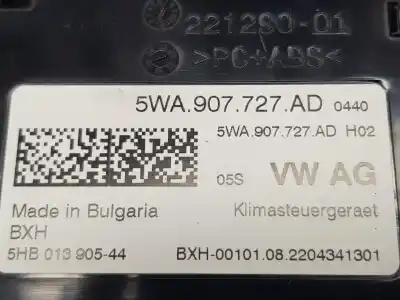 221290-01
>PC+ABS<
5WA.907.727.AD 0440
5WA.907.727.AD H02
05S VW AG
Made in Bulgaria Klimasteuergeraet
BXH
5HB 013 905-44 BXH-00101.08.2204341301